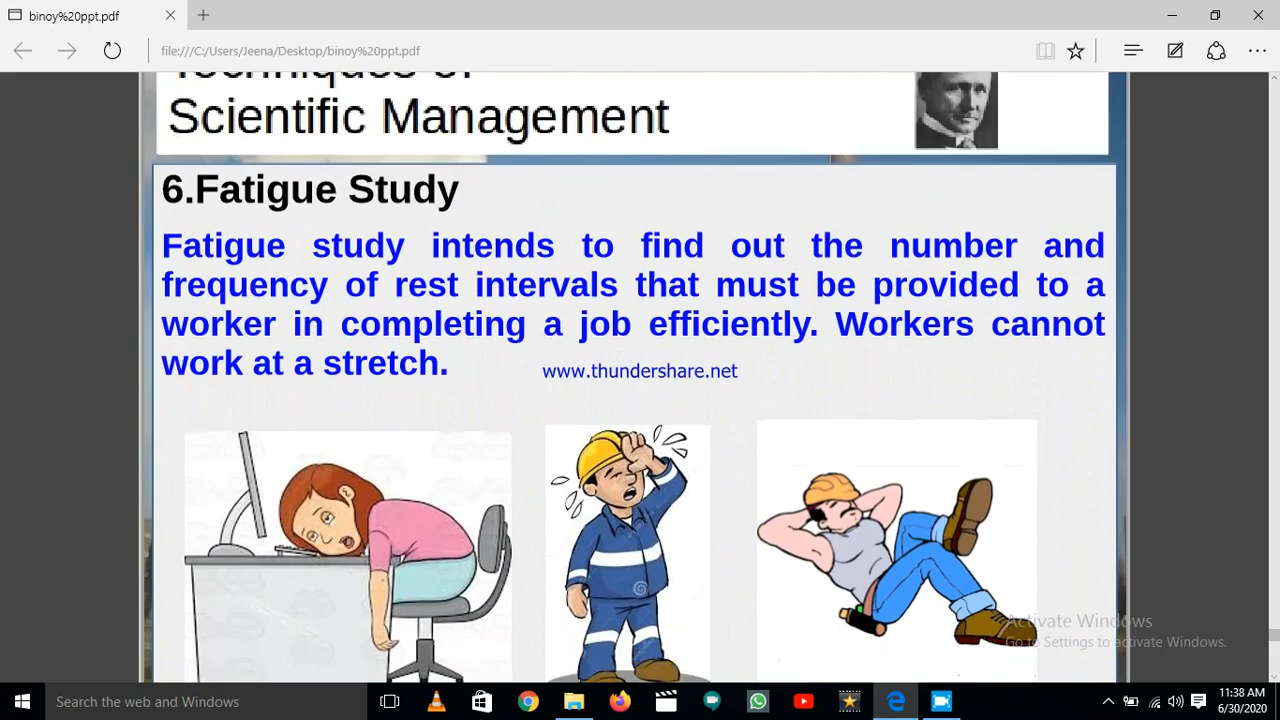 binoy%20ppt.pdf
file:///C:/Users/Jeena/Desktop/binoy%20ppt.pdf
Techniques of
Scientific Management
6.Fatigue Study
Fatigue study intends to find out the number and
frequency of rest intervals that must be provided to a
worker in completing a job efficiently. Workers cannot
work at a stretch.
www.thundershare.net
Activate Windows
Go to Settings to activate Windows.
Search the web and Windows
11:38 AM
6/30/2020